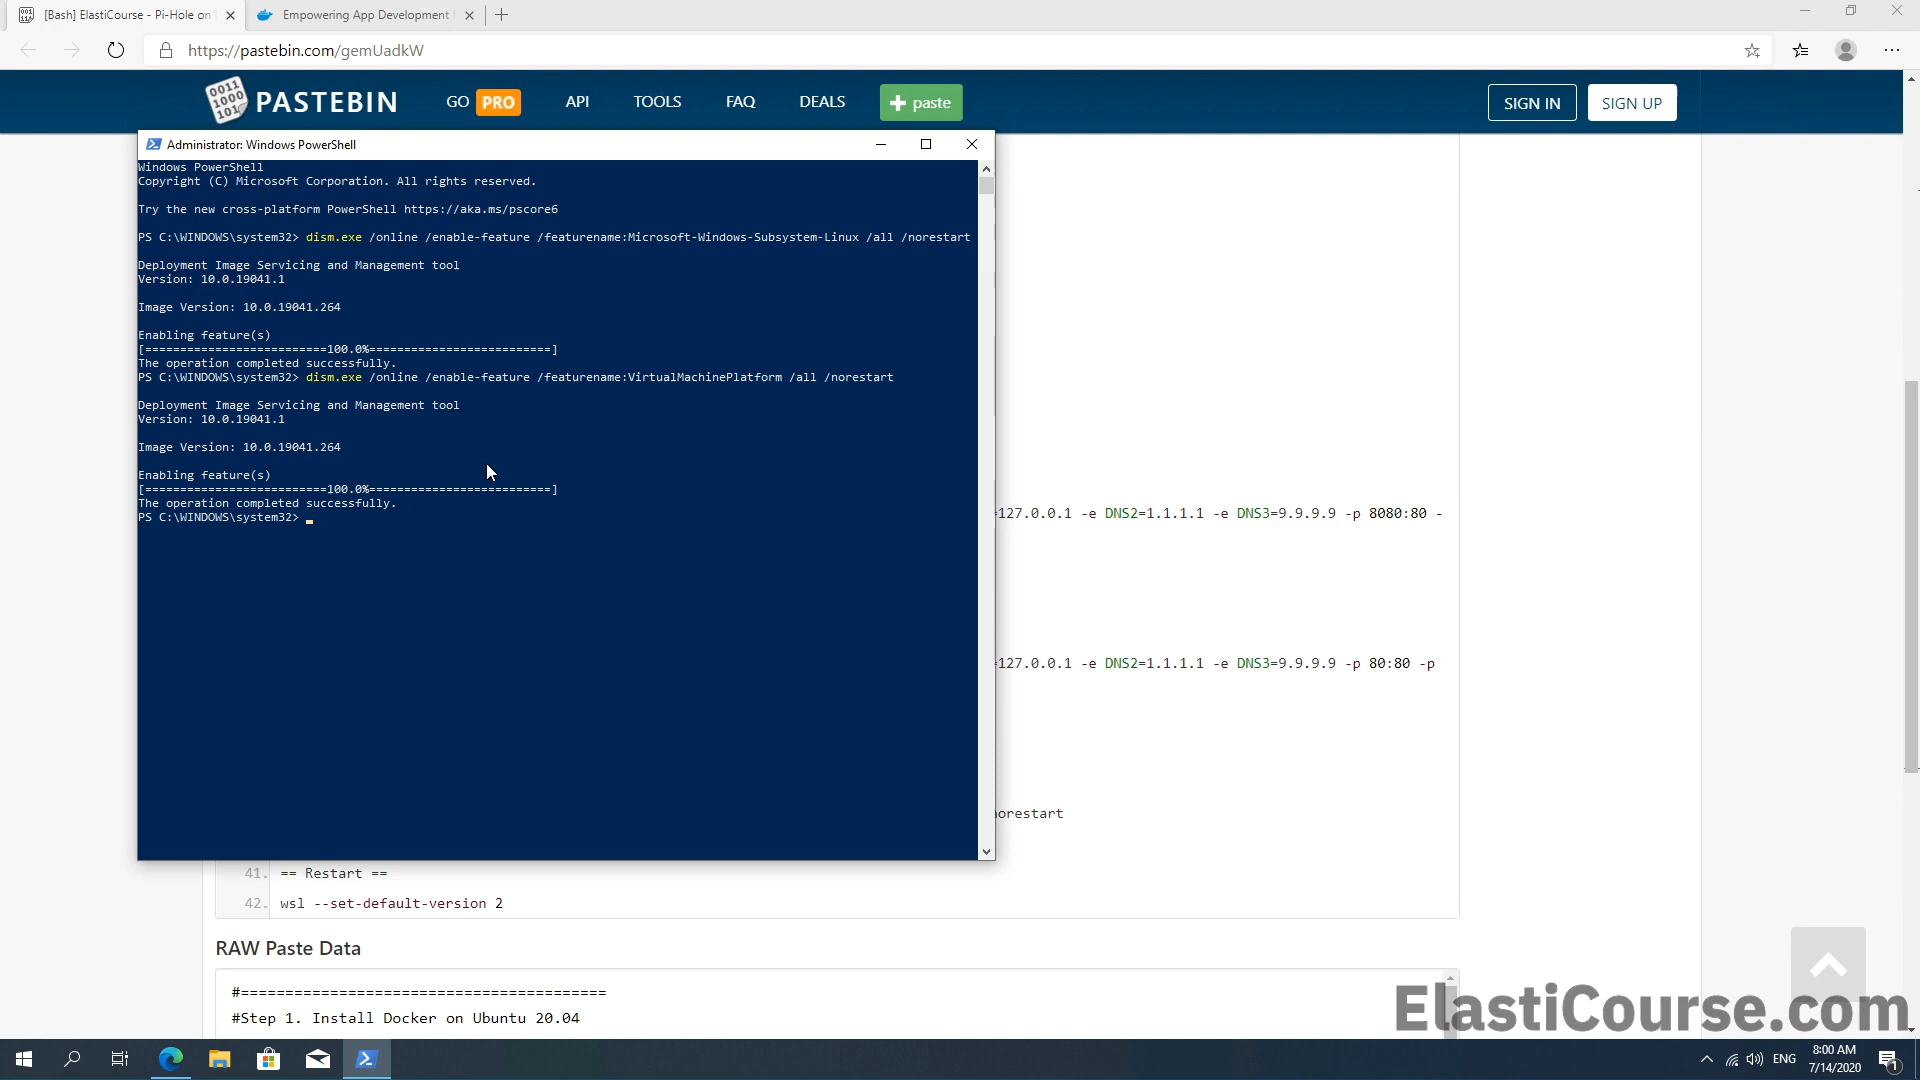 [Bash] ElastiCourse - Pi-Hole on
Empowering App Development
https://pastebin.com/gemUadkW
PASTEBIN
GO PRO
API
TOOLS
FAQ
DEALS
paste
SIGN IN
SIGN UP
Administrator: Windows PowerShell
Windows PowerShell
Copyright (C) Microsoft Corporation. All rights reserved.
Try the new cross-platform PowerShell https://aka.ms/pscore6
PS C:\WINDOWS\system32> dism.exe /online /enable-feature /featurename:Microsoft-Windows-Subsystem-Linux /all /norestart
Deployment Image Servicing and Management tool
Version: 10.0.19041.1
Image Version: 10.0.19041.264
Enabling feature(s)
[===========================100.0%==========================]
The operation completed successfully.
PS C:\WINDOWS\system32> dism.exe /online /enable-feature /featurename:VirtualMachinePlatform /all /norestart
Deployment Image Servicing and Management tool
Version: 10.0.19041.1
Image Version: 10.0.19041.264
Enabling feature(s)
[===========================100.0%==========================]
The operation completed successfully.
PS C:\WINDOWS\system32>
=127.0.0.1 -e DNS2=1.1.1.1 -e DNS3=9.9.9.9 -p 8080:80 -
=127.0.0.1 -e DNS2=1.1.1.1 -e DNS3=9.9.9.9 -p 80:80 -p
norestart
41. == Restart ==
42. wsl --set-default-version 2
RAW Paste Data
#=========================================
#Step 1. Install Docker on Ubuntu 20.04
ElastiCourse.com
ENG
8:00 AM
7/14/2020
1